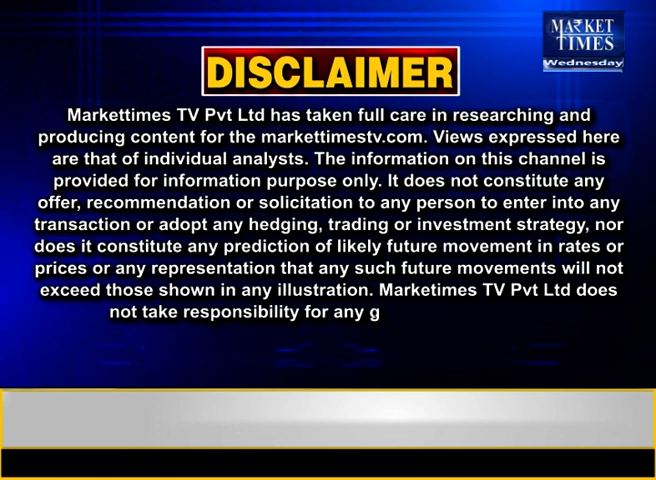 MARKET
TIMES
Wednesday
DISCLAIMER
Markettimes TV Pvt Ltd has taken full care in researching and
producing content for the markettimestv.com. Views expressed here
are that of individual analysts. The information on this channel is
provided for information purpose only. It does not constitute any
offer, recommendation or solicitation to any person to enter into any
transaction or adopt any hedging, trading or investment strategy, nor
does it constitute any prediction of likely future movement in rates or
prices or any representation that any such future movements will not
exceed those shown in any illustration. Marketimes TV Pvt Ltd does
not take responsibility for any g